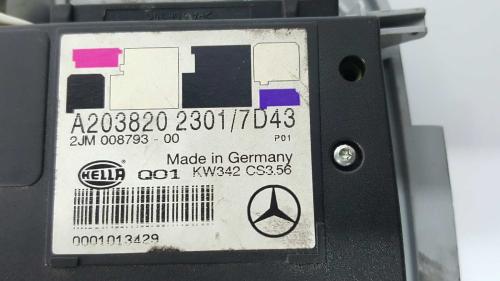 A203820 2301/7D43
2JM 008793-00 P01
Made in Germany
HELLA Q01 KW342 CS3.56
0001013429